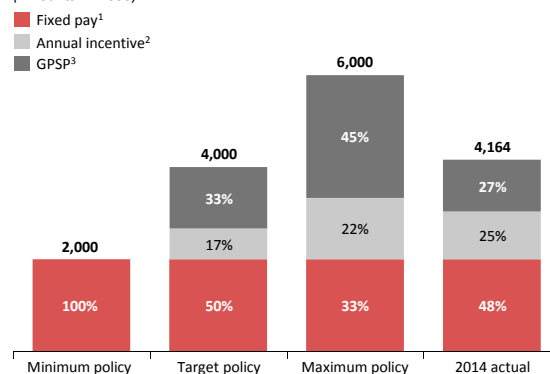 Fixed pay1
Annual incentive2
GPSP3
6,000
4,000
4,164
2,000
45%
33%
27%
17%
22%
25%
100%
50%
33%
48%
Minimum policy
Target policy
Maximum policy
2014 actual